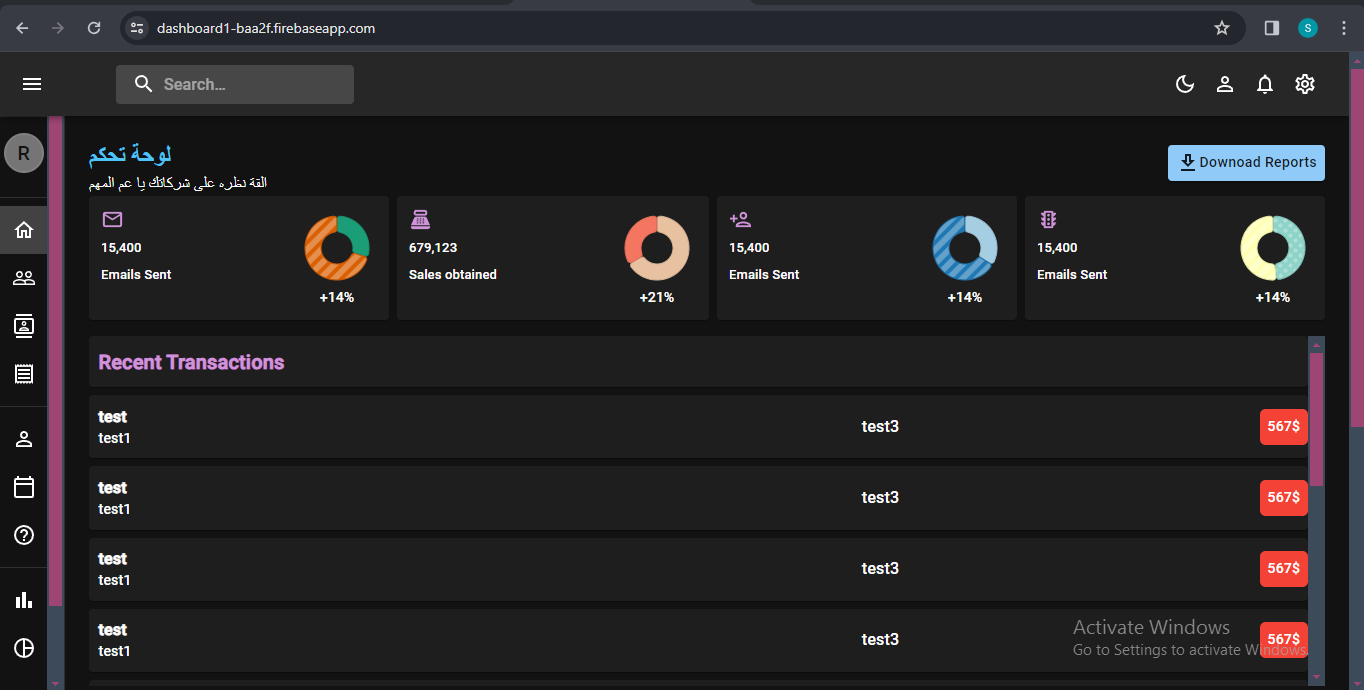 dashboard1-baa2f.firebaseapp.com
S
Search...
R
لوحة تحكم
القة نظره على شركاتك يا عم المهم
Downoad Reports
15,400
Emails Sent
+14%
679,123
Sales obtained
+21%
15,400
Emails Sent
+14%
15,400
Emails Sent
+14%
Recent Transactions
test
test1
test3
567$
test
test1
test3
567$
test
test1
test3
567$
test
test1
test3
567$
Activate Windows
Go to Settings to activate Windows.